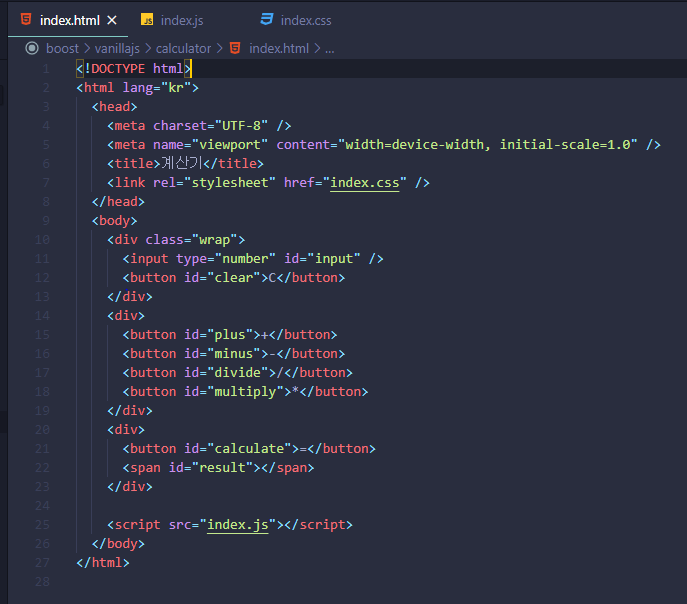 index.html
index.js
index.css
boost > vanillajs > calculator > index.html > ...
1 <!DOCTYPE html>
2 <html lang="kr">
3   <head>
4     <meta charset="UTF-8" />
5     <meta name="viewport" content="width=device-width, initial-scale=1.0" />
6     <title>계산기</title>
7     <link rel="stylesheet" href="index.css" />
8   </head>
9   <body>
10     <div class="wrap">
11       <input type="number" id="input" />
12       <button id="clear">C</button>
13     </div>
14     <div>
15       <button id="plus">+</button>
16       <button id="minus">-</button>
17       <button id="divide">/</button>
18       <button id="multiply">*</button>
19     </div>
20     <div>
21       <button id="calculate">=</button>
22       <span id="result"></span>
23     </div>
24
25     <script src="index.js"></script>
26   </body>
27 </html>
28